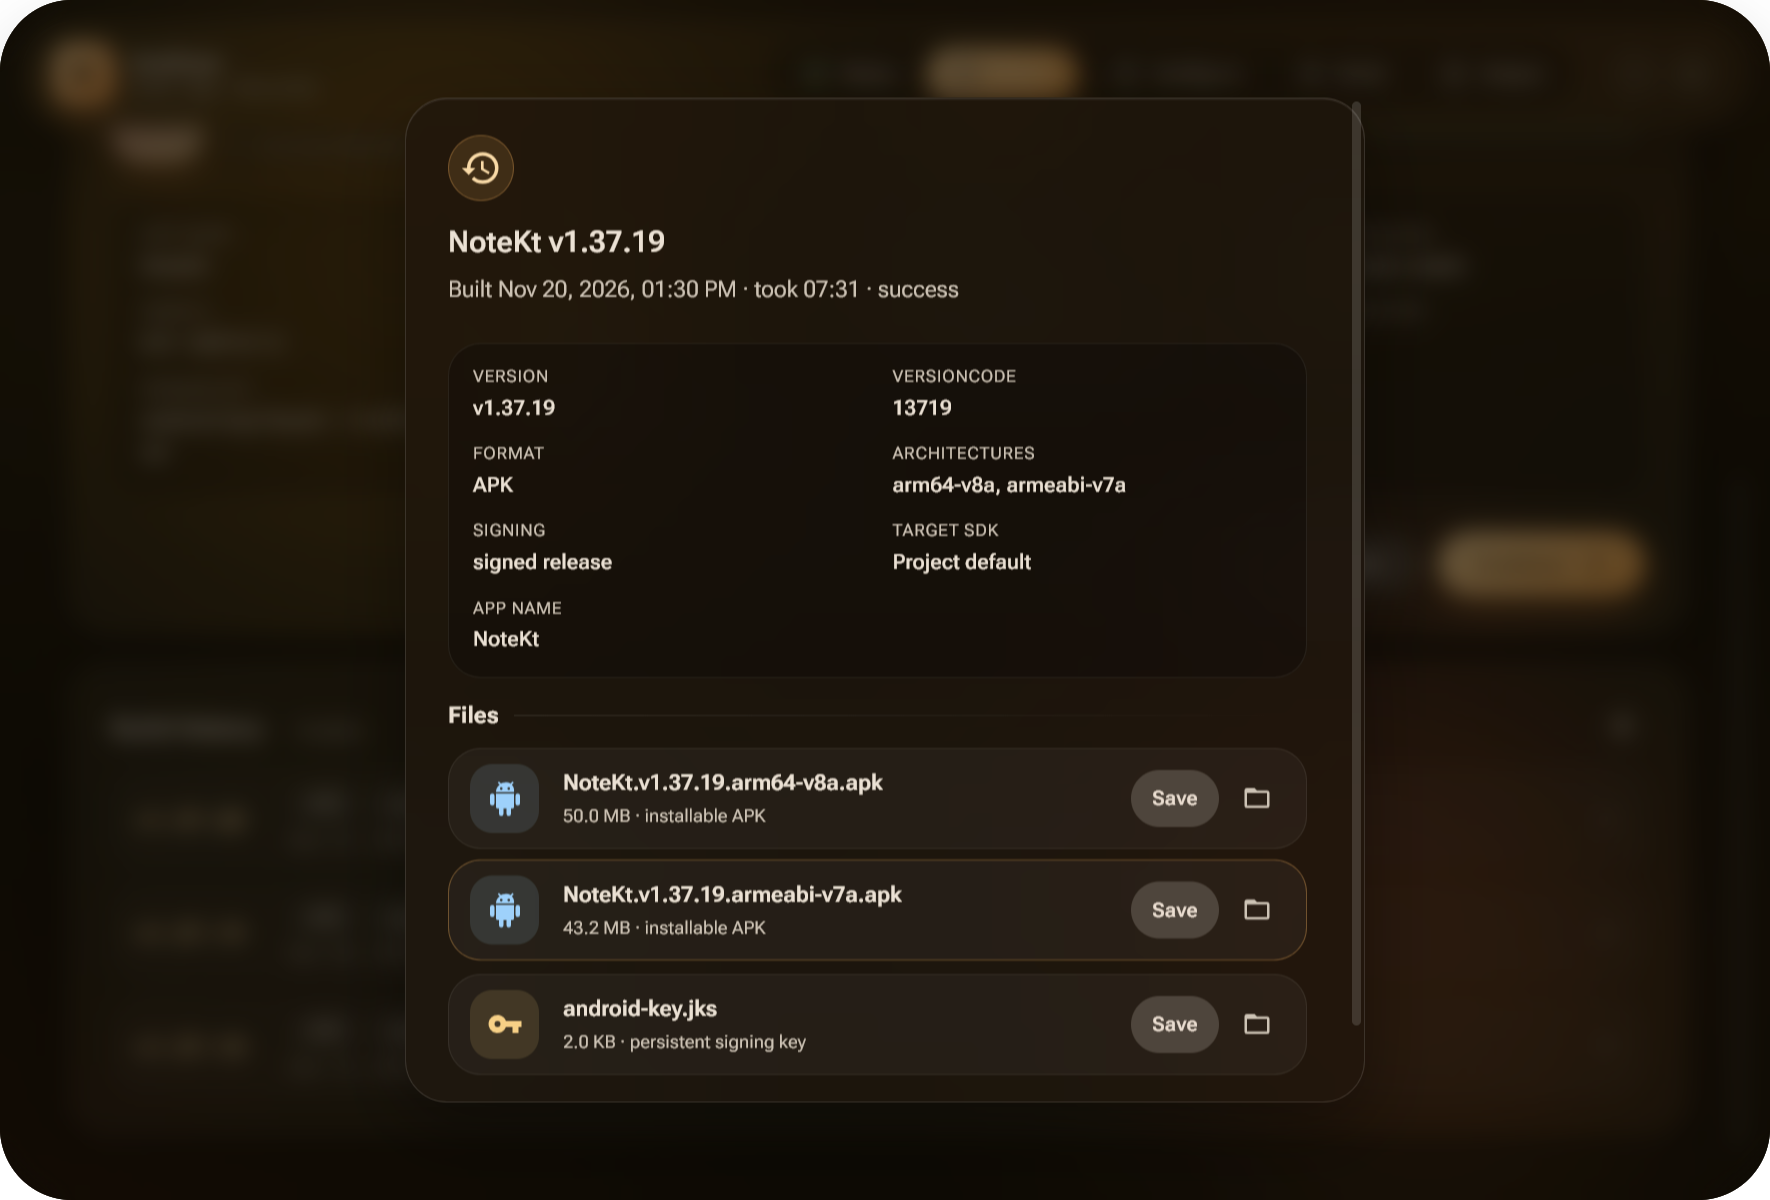 NoteKt v1.37.19
Built Nov 20, 2026, 01:30 PM · took 07:31 · success
VERSION
v1.37.19
VERSIONCODE
13719
FORMAT
APK
ARCHITECTURES
arm64-v8a, armeabi-v7a
SIGNING
signed release
TARGET SDK
Project default
APP NAME
NoteKt
Files
NoteKt.v1.37.19.arm64-v8a.apk
50.0 MB · installable APK
Save
NoteKt.v1.37.19.armeabi-v7a.apk
43.2 MB · installable APK
Save
android-key.jks
2.0 KB · persistent signing key
Save